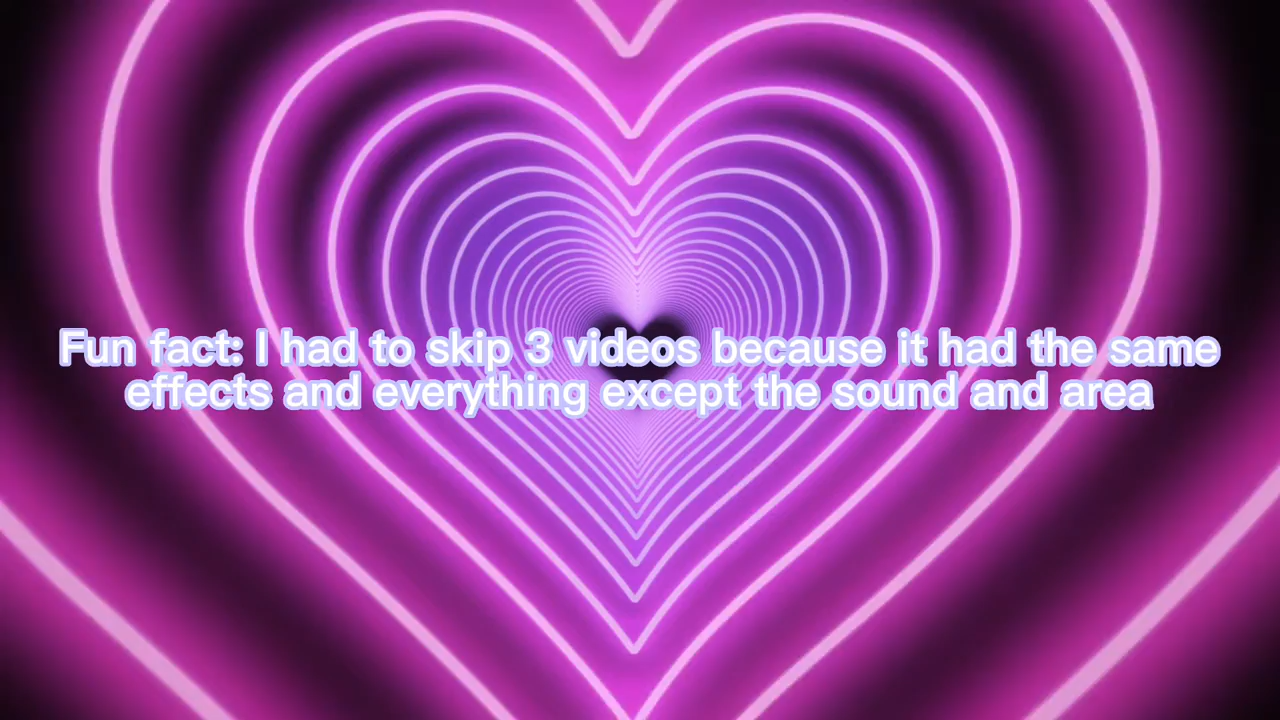 Fun fact: I had to skip 3 videos because it had the same
effects and everything except the sound and area